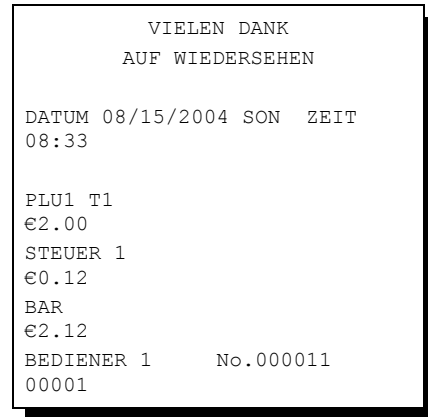 VIELEN DANK
AUF WIEDERSEHEN
DATUM 08/15/2004 SON ZEIT
08:33
PLU1 T1
€2.00
STEUER 1
€0.12
BAR
€2.12
BEDIENER 1 No.000011
00001